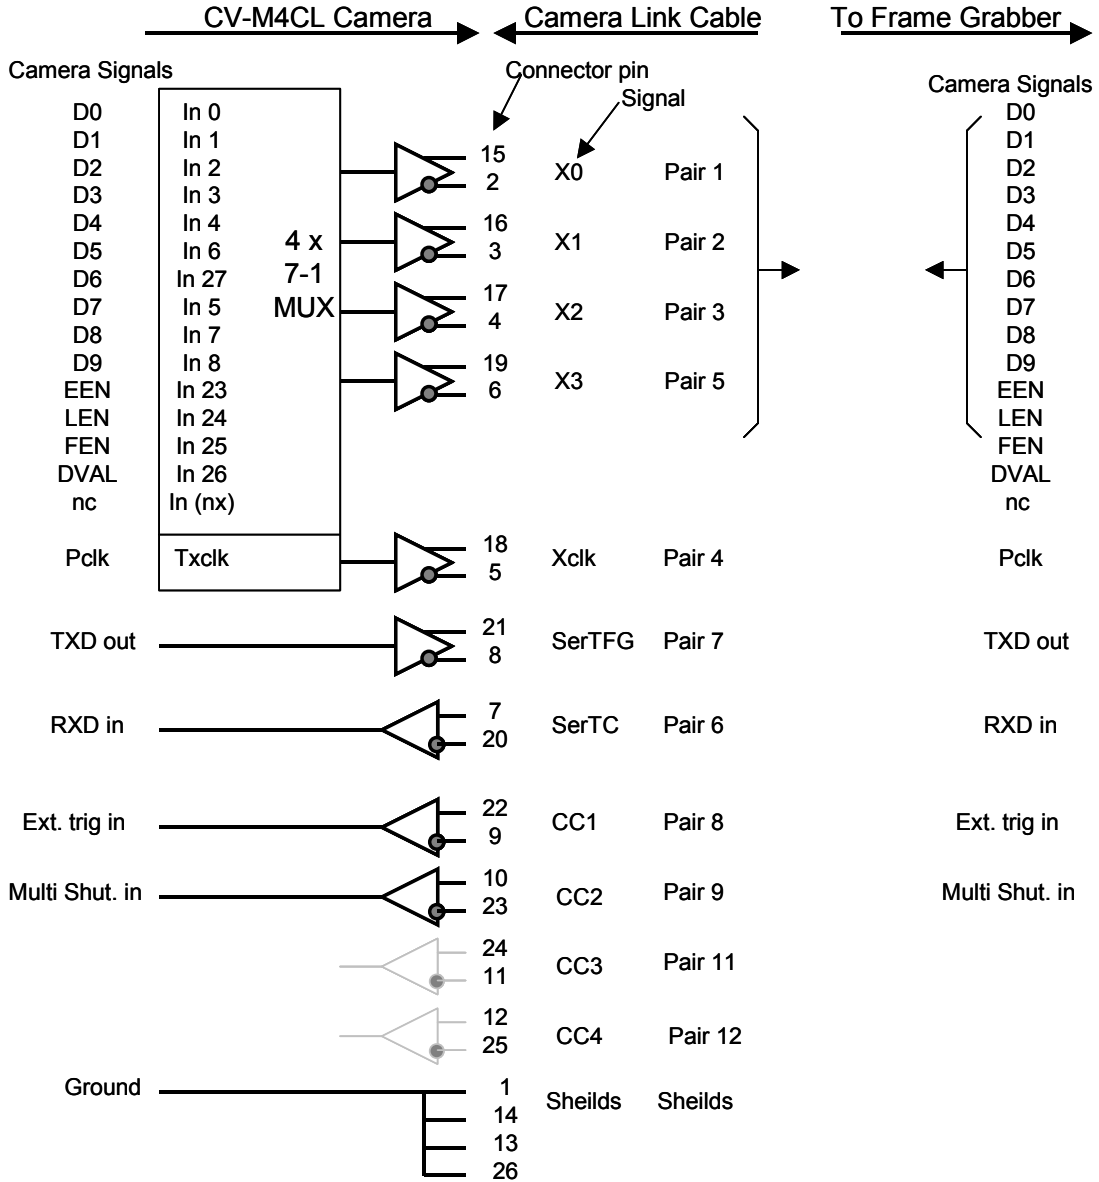 CV-M4CL Camera Camera Link Cable To Frame Grabber
Camera Signals Connector pin Camera Signals
Signal
D0 In 0 D0
D1 In 1 D1
15
D2 In 2 X0 Pair 1 D2
2
D3 In 3 D3
D4 In 4 16 D4
4 x X1 Pair 2
D5 In 6 3 D5
D6 In 27 7-1 D6
17
D7 In 5 MUX X2 Pair 3 D7
4
D8 In 7 D8
D9 In 8 19 D9
X3 Pair 5
EEN In 23 6 EEN
LEN In 24 LEN
FEN In 25 FEN
DVAL In 26 DVAL
nc In (nx) nc
18
Pclk Txclk Xclk Pair 4 Pclk
5
21
TXD out SerTFG Pair 7 TXD out
8
7
RXD in SerTC Pair 6 RXD in
20
22
Ext. trig in CC1 Pair 8 Ext. trig in
9
10
Multi Shut. in CC2 Pair 9 Multi Shut. in
23
24
CC3 Pair 11
11
12
CC4 Pair 12
25
Ground 1
Sheilds Sheilds
14
13
26